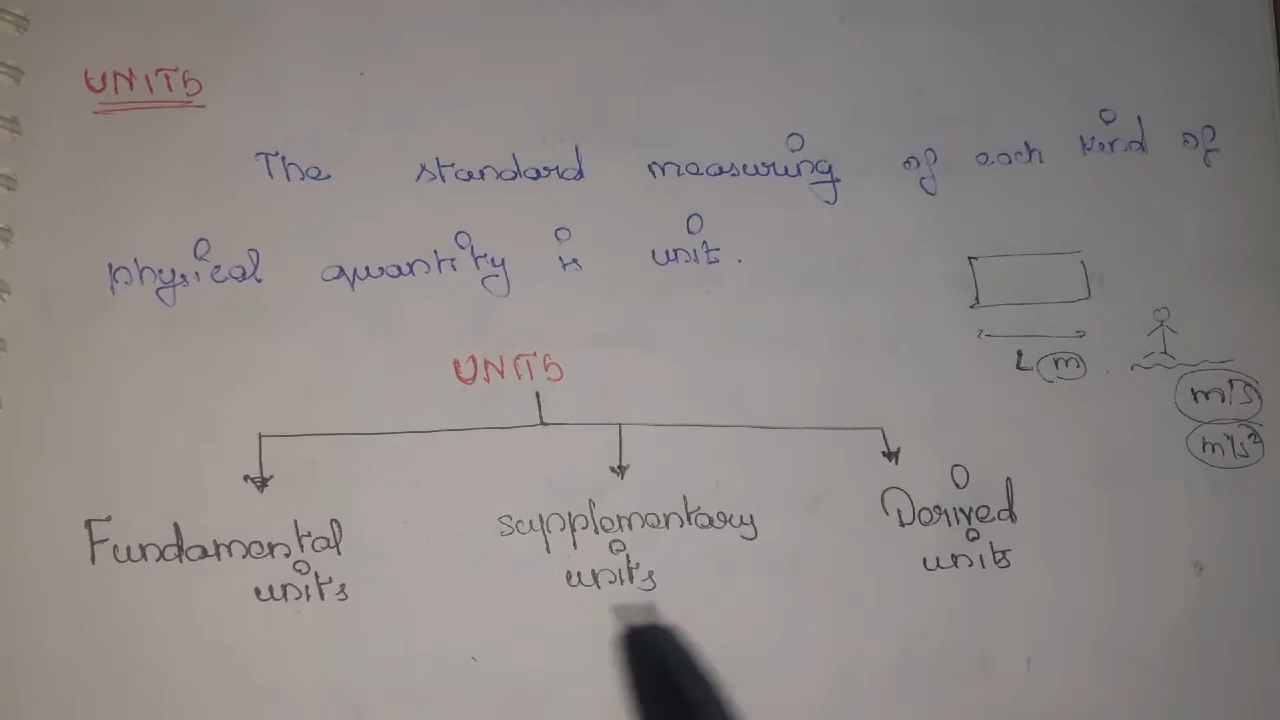 UNITS
The standard measuring of each kind of
physical quantity is unit.
UNITS
L m
m/s
m/s²
Fundamental
units
supplementary
units
Derived
units